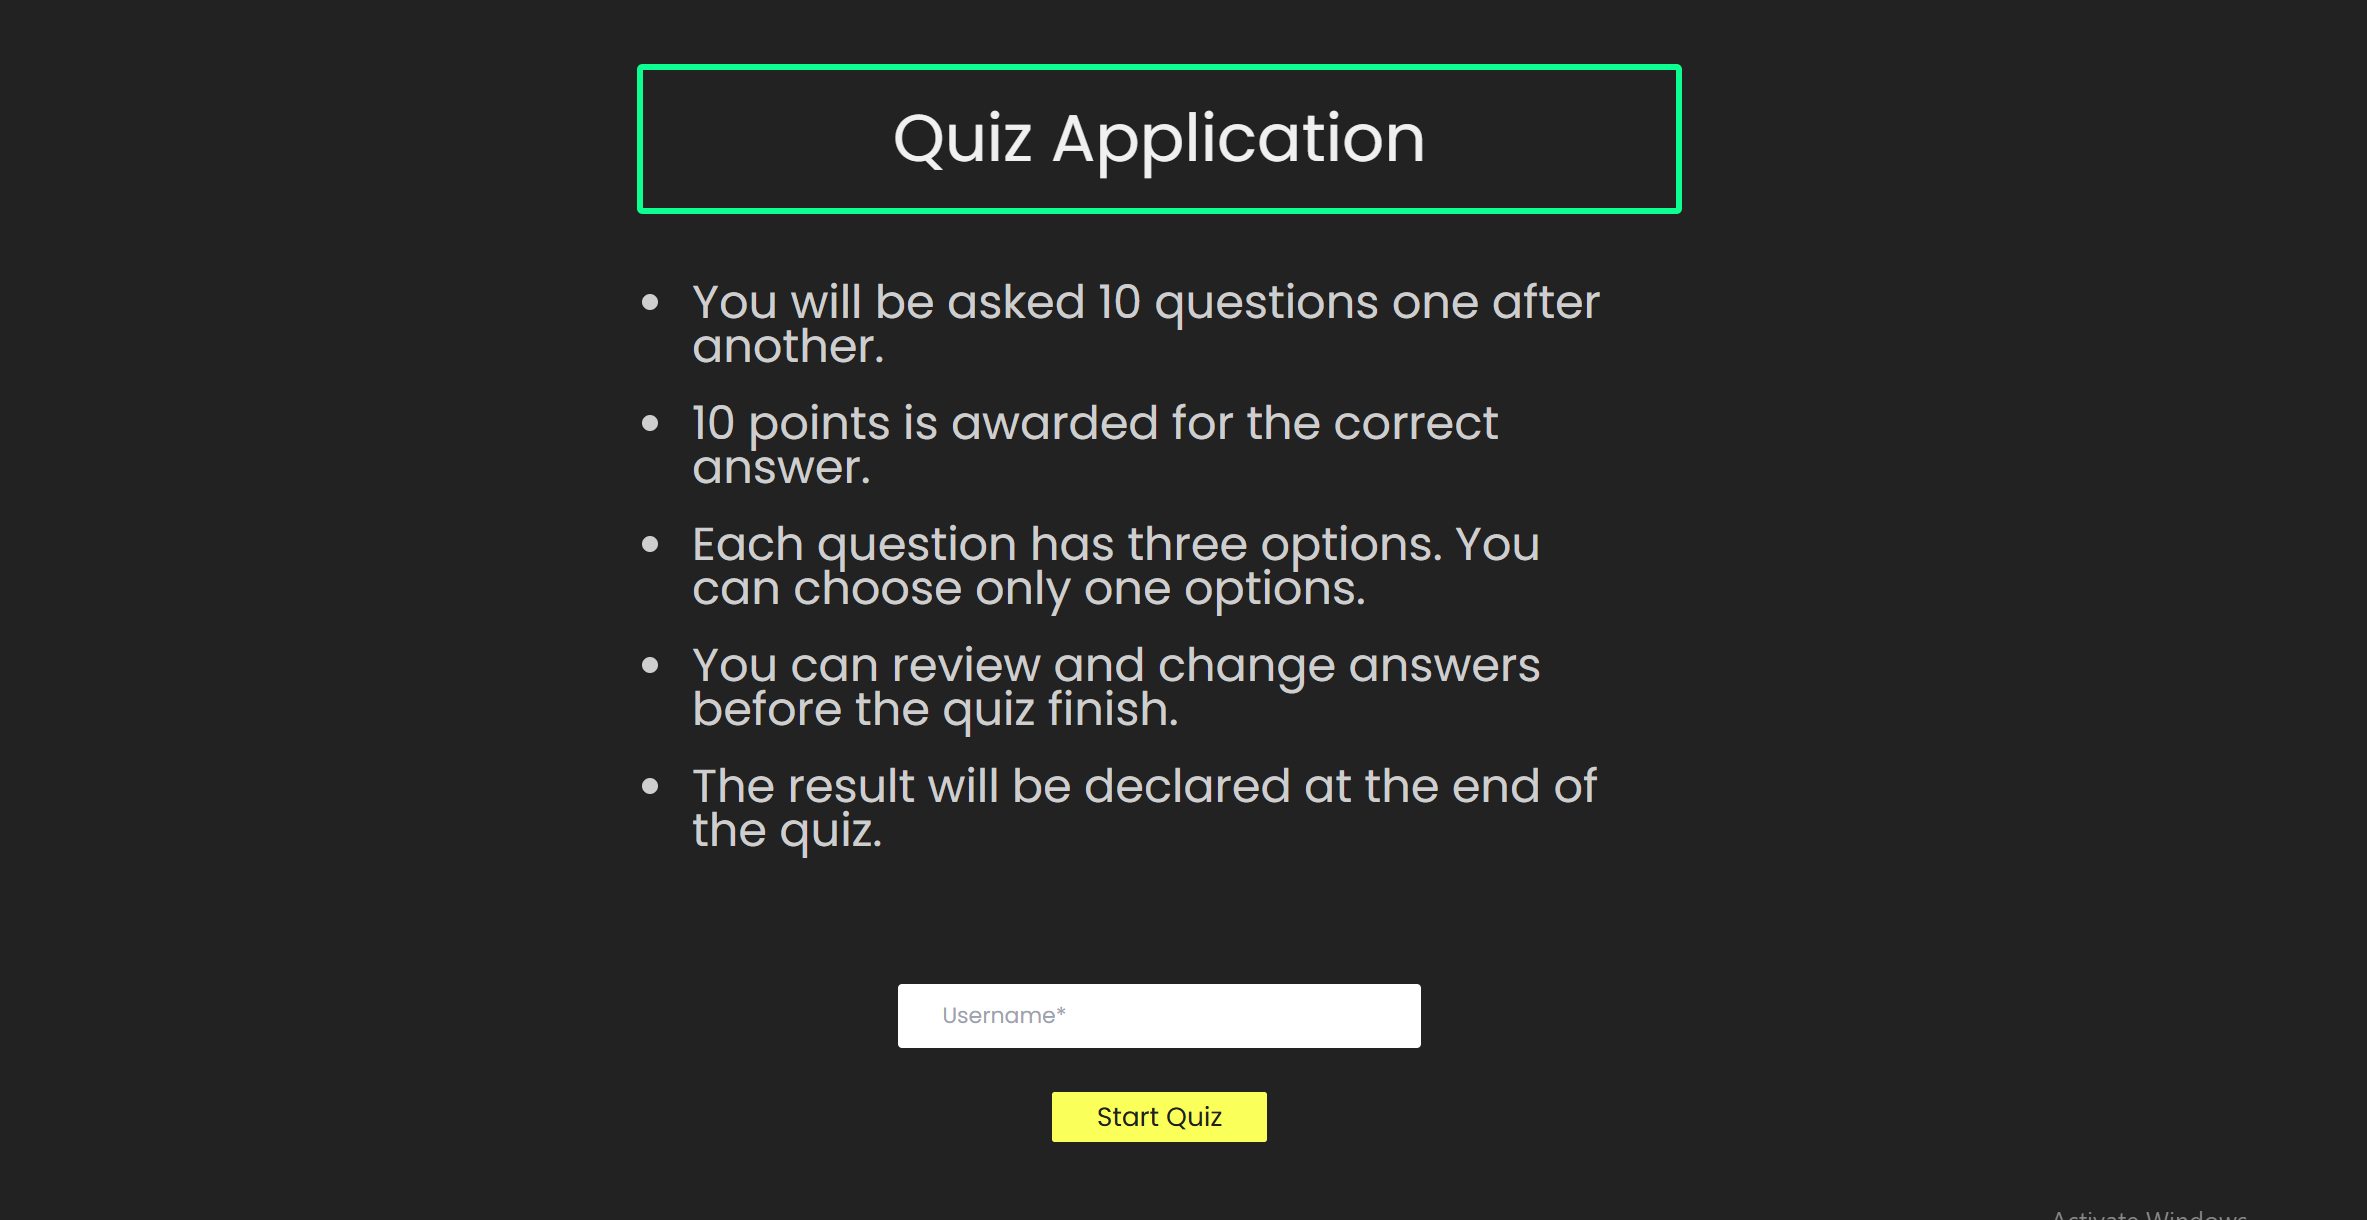 Quiz Application
You will be asked 10 questions one after
another.
10 points is awarded for the correct
answer.
Each question has three options. You
can choose only one options.
You can review and change answers
before the quiz finish.
The result will be declared at the end of
the quiz.
Username*
Start Quiz
Activate Windows